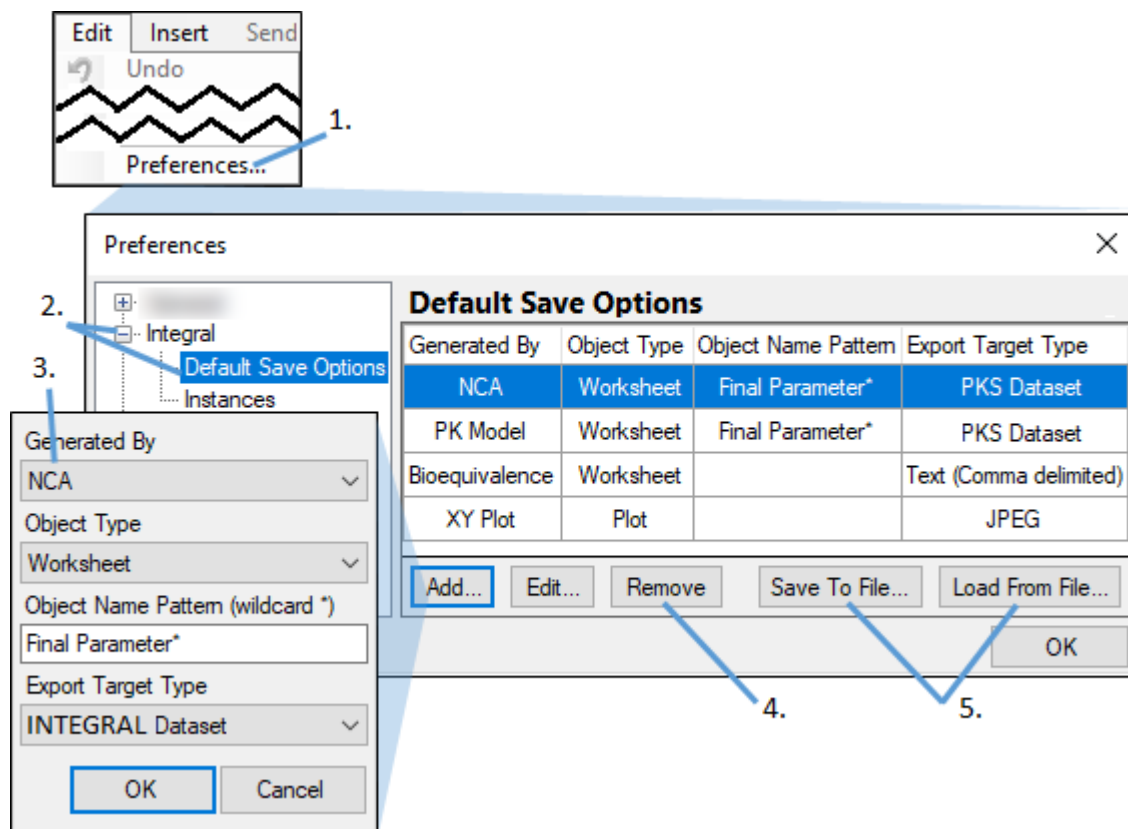 Edit Insert Send
Undo
1.
Preferences...
Preferences
2.
Integral
Default Save Options
Instances
3.
Default Save Options
Generated By Object Type Object Name Pattern Export Target Type
NCA Worksheet Final Parameter* PKS Dataset
PK Model Worksheet Final Parameter* PKS Dataset
Bioequivalence Worksheet Text (Comma delimited)
XY Plot Plot JPEG
Add... Edit... Remove Save To File... Load From File...
OK
4. 5.
Generated By
NCA
Object Type
Worksheet
Object Name Pattern (wildcard *)
Final Parameter*
Export Target Type
INTEGRAL Dataset
OK Cancel